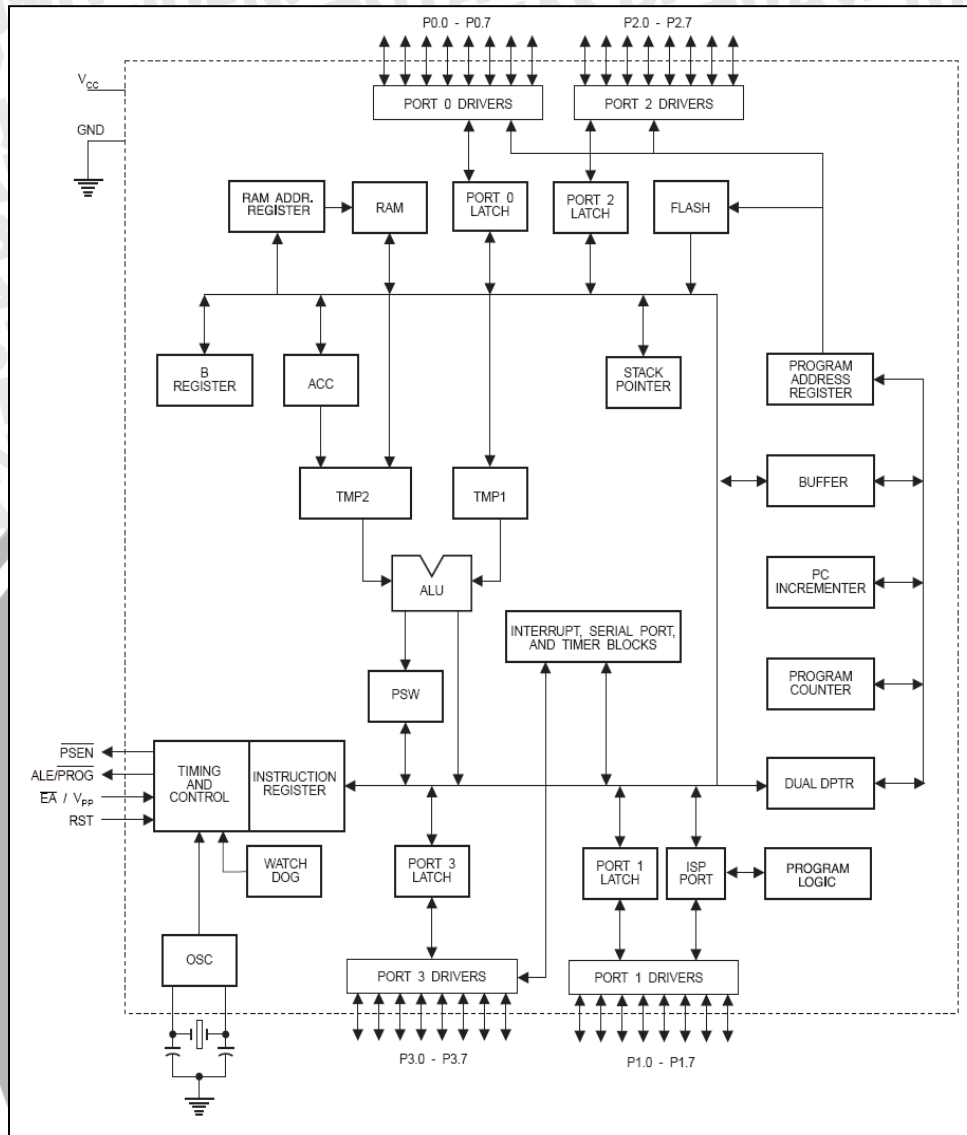 P0.0 - P0.7
P2.0 - P2.7
VCC
PORT 0 DRIVERS
PORT 2 DRIVERS
GND
RAM ADDR.
REGISTER
RAM
PORT 0
LATCH
PORT 2
LATCH
FLASH
B
REGISTER
ACC
STACK
POINTER
PROGRAM
ADDRESS
REGISTER
TMP2
TMP1
BUFFER
ALU
PC
INCREMENTER
INTERRUPT, SERIAL PORT,
AND TIMER BLOCKS
PSW
PROGRAM
COUNTER
PSEN
ALE/PROG
EA / VPP
RST
TIMING
AND
CONTROL
INSTRUCTION
REGISTER
DUAL DPTR
WATCH
DOG
PORT 3
LATCH
PORT 1
LATCH
ISP
PORT
PROGRAM
LOGIC
OSC
PORT 3 DRIVERS
PORT 1 DRIVERS
P3.0 - P3.7
P1.0 - P1.7